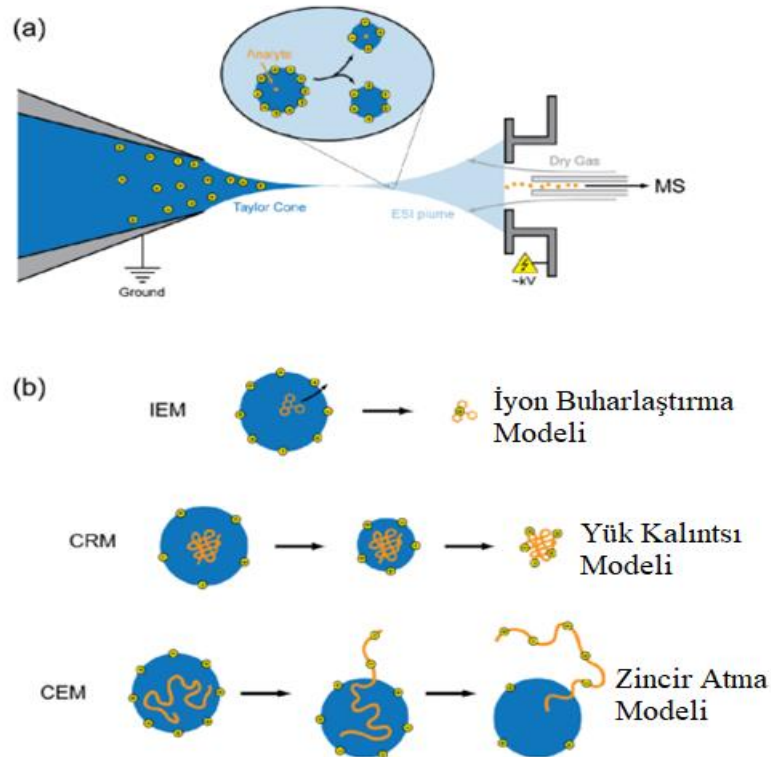 (a)
Analyte
Dry Gas
MS
Taylor Cone
ESI plume
Ground
~kV
(b)
IEM
İyon Buharlaştırma
Modeli
CRM
Yük Kalıntsı
Modeli
CEM
Zincir Atma
Modeli